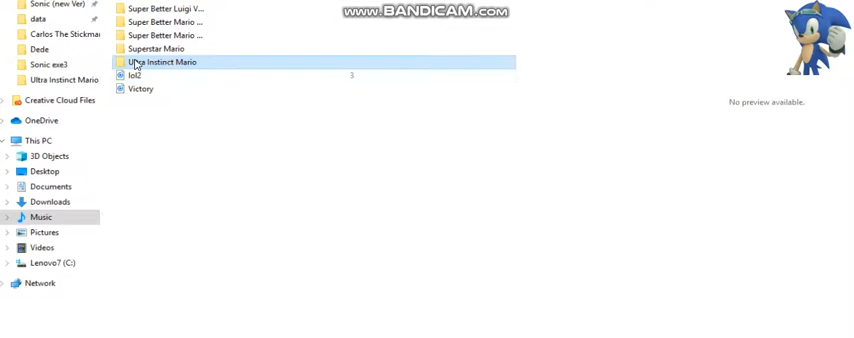 www.BANDICAM.com
Sonic (new Ver)
data
Carlos The Stickmar
Dede
Sonic exe3
Ultra Instinct Mario
Creative Cloud Files
OneDrive
This PC
3D Objects
Desktop
Documents
Downloads
Music
Pictures
Videos
Lenovo7 (C:)
Network
Super Better Luigi V...
Super Better Mario ...
Super Better Mario ...
Superstar Mario
Ultra Instinct Mario
lol2 3
Victory
No preview available.